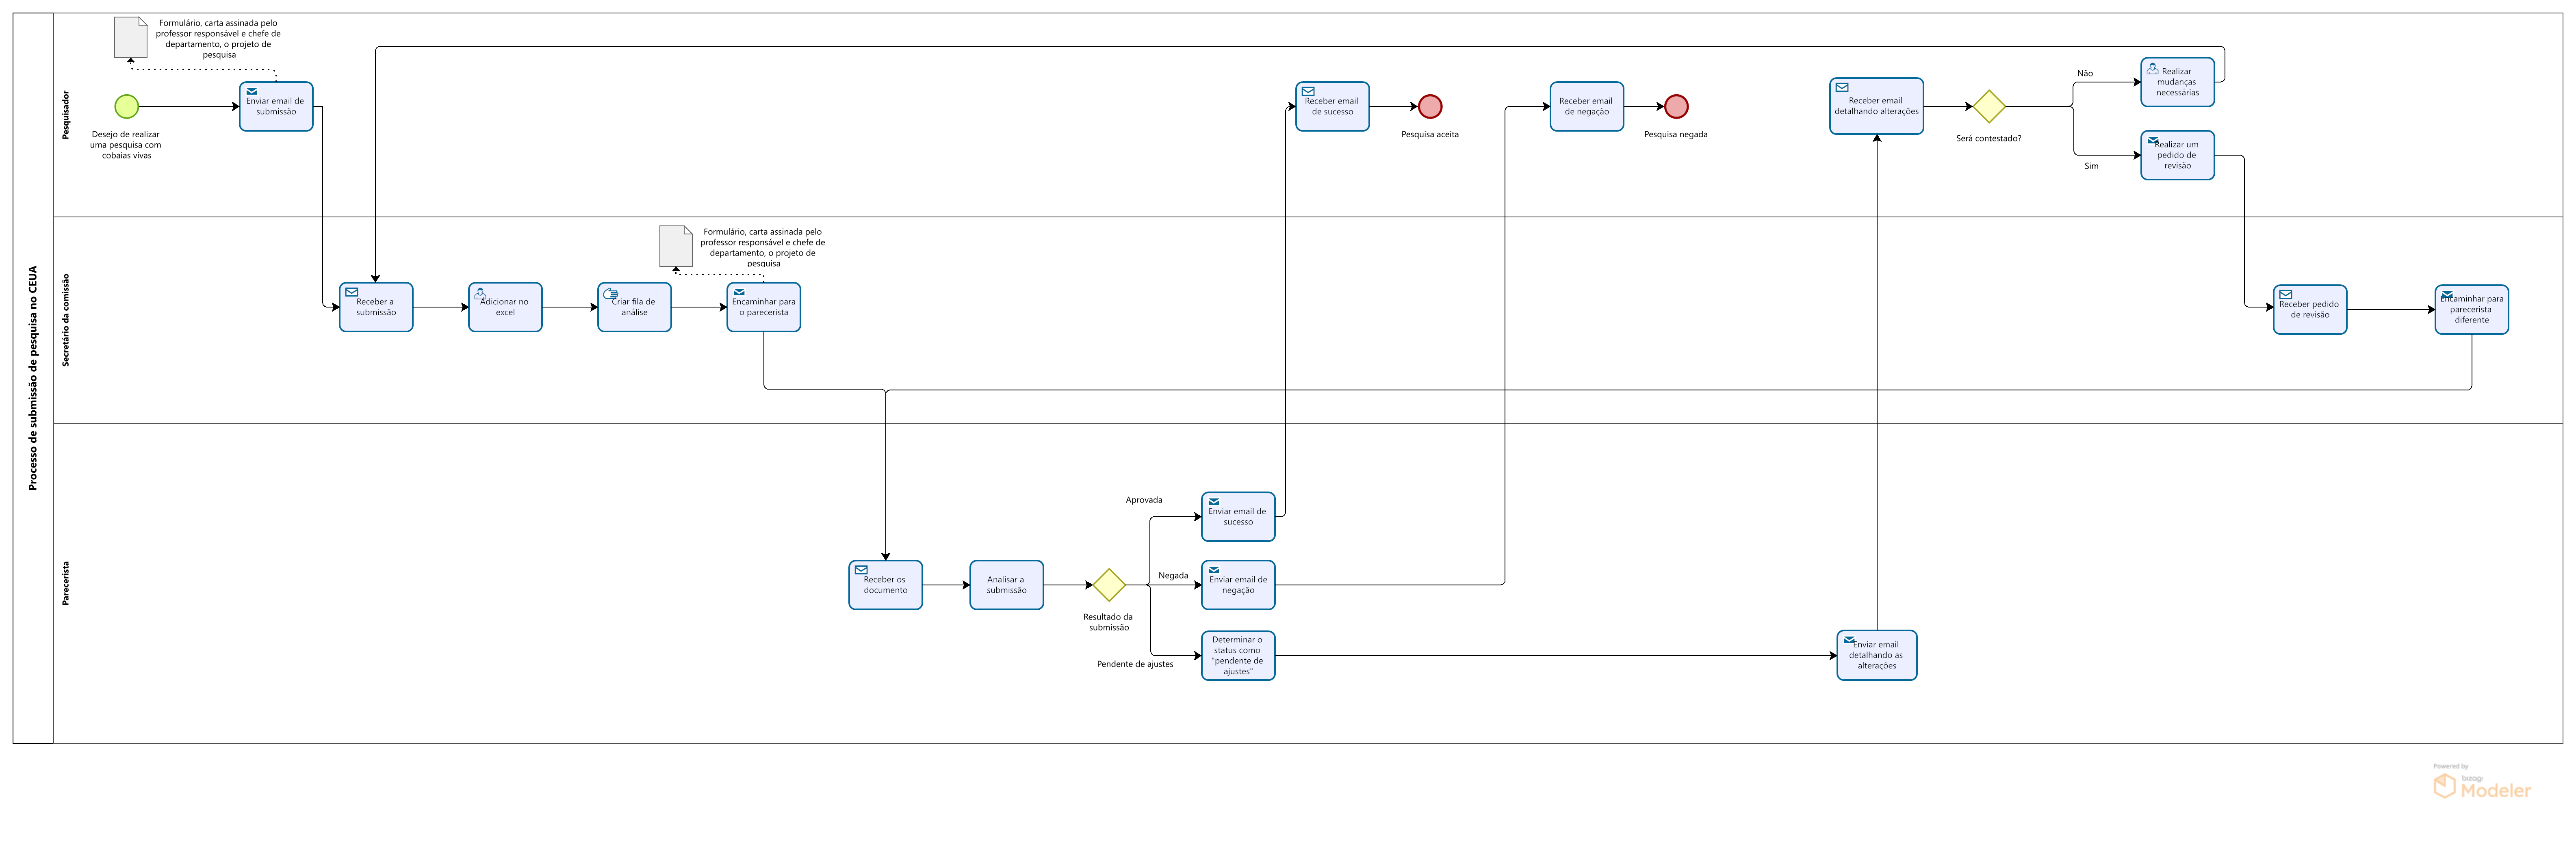 Processo de submissão de pesquisa no CEUA
Pesquisador
Formulário, carta assinada pelo
professor responsável e chefe de
departamento, o projeto de
pesquisa
Desejo de realizar
uma pesquisa com
cobaias vivas
Enviar email de
submissão
Receber email
de sucesso
Pesquisa aceita
Receber email
de negação
Pesquisa negada
Receber email
detalhando alterações
Será contestado?
Não
Sim
Realizar
mudanças
necessárias
Realizar um
pedido de
revisão
Secretário da comissão
Formulário, carta assinada pelo
professor responsável e chefe de
departamento, o projeto de
pesquisa
Receber a
submissão
Adicionar no
excel
Criar fila de
análise
Encaminhar para
o parecerista
Receber pedido
de revisão
Encaminhar para
parecerista
diferente
Parecerista
Receber os
documento
Analisar a
submissão
Resultado da
submissão
Aprovada
Negada
Pendente de ajustes
Enviar email de
sucesso
Enviar email de
negação
Determinar o
status como
"pendente de
ajustes"
Enviar email
detalhando as
alterações
Powered by
bizagi
Modeler